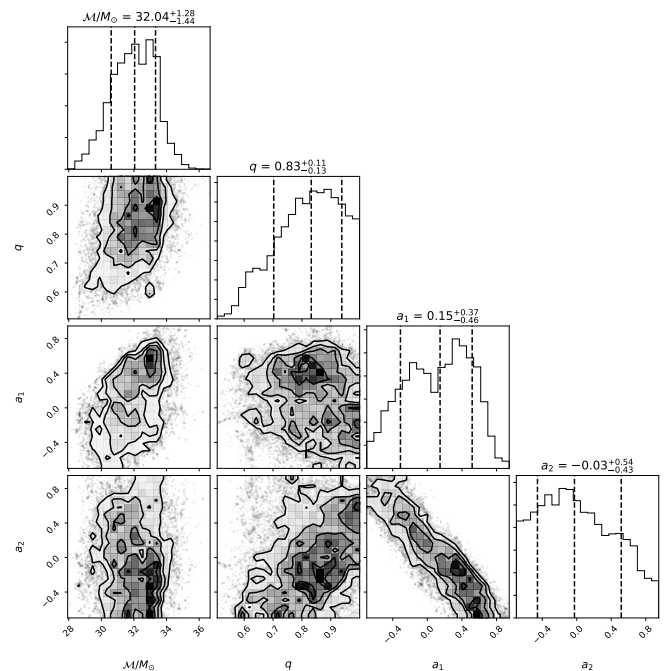 ℳ/M⊙ = 32.04+1.28−1.44
q = 0.83+0.11−0.13
0.9
0.8
0.7
0.6
q
a1 = 0.15+0.37−0.46
0.8
0.4
0.0
−0.4
a1
a2 = −0.03+0.54−0.43
0.8
0.4
0.0
−0.4
a2
28 30 32 34 36 0.6 0.7 0.8 0.9 −0.4 0.0 0.4 0.8 −0.4 0.0 0.4 0.8
ℳ/M⊙ q a1 a2